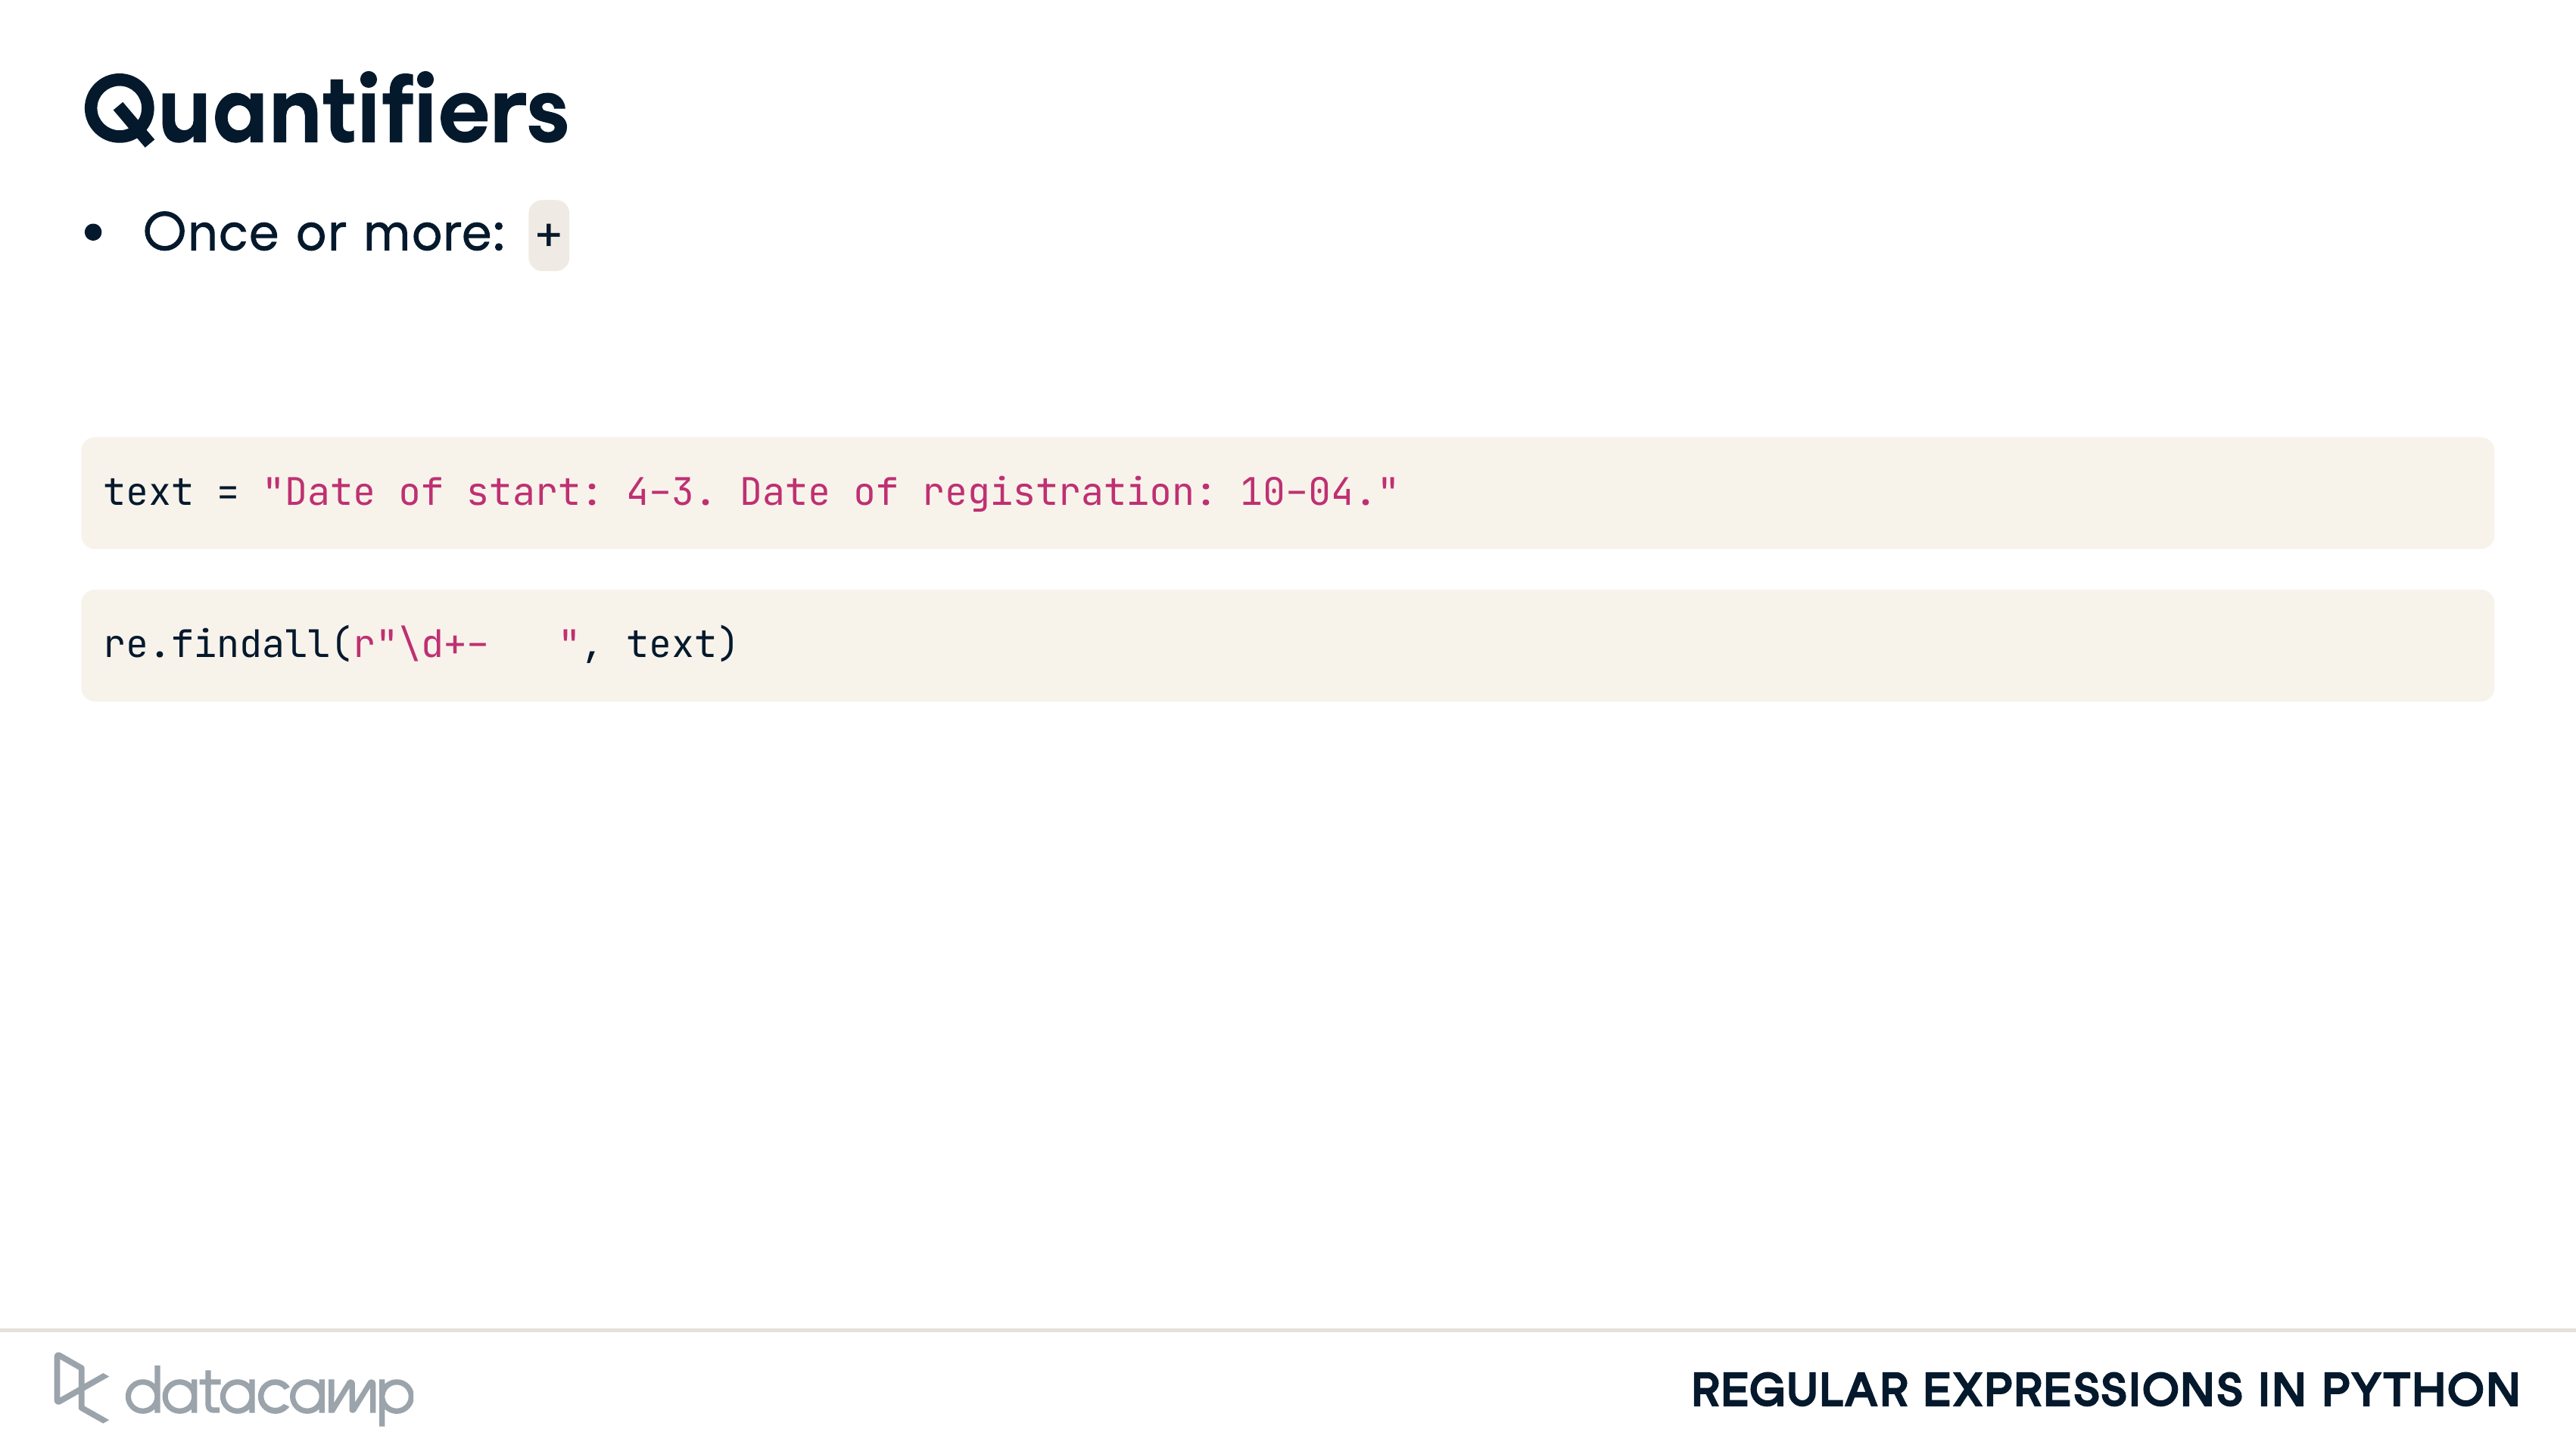 Quantifiers
• Once or more: +
text = "Date of start: 4-3. Date of registration: 10-04."
re.findall(r"\d+-   ", text)
datacamp
REGULAR EXPRESSIONS IN PYTHON